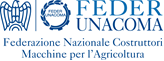 FEDER
UNACOMA
Federazione Nazionale Costruttori
Macchine per l'Agricoltura